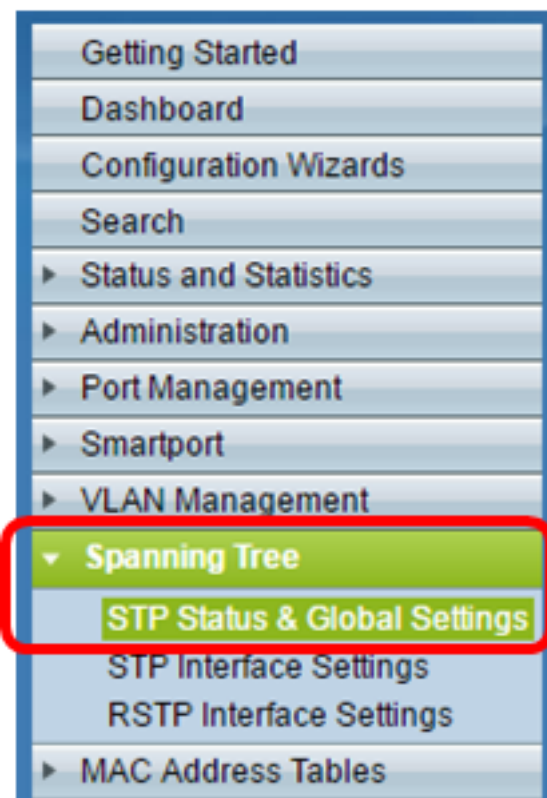 Getting Started
Dashboard
Configuration Wizards
Search
Status and Statistics
Administration
Port Management
Smartport
VLAN Management
Spanning Tree
STP Status & Global Settings
STP Interface Settings
RSTP Interface Settings
MAC Address Tables